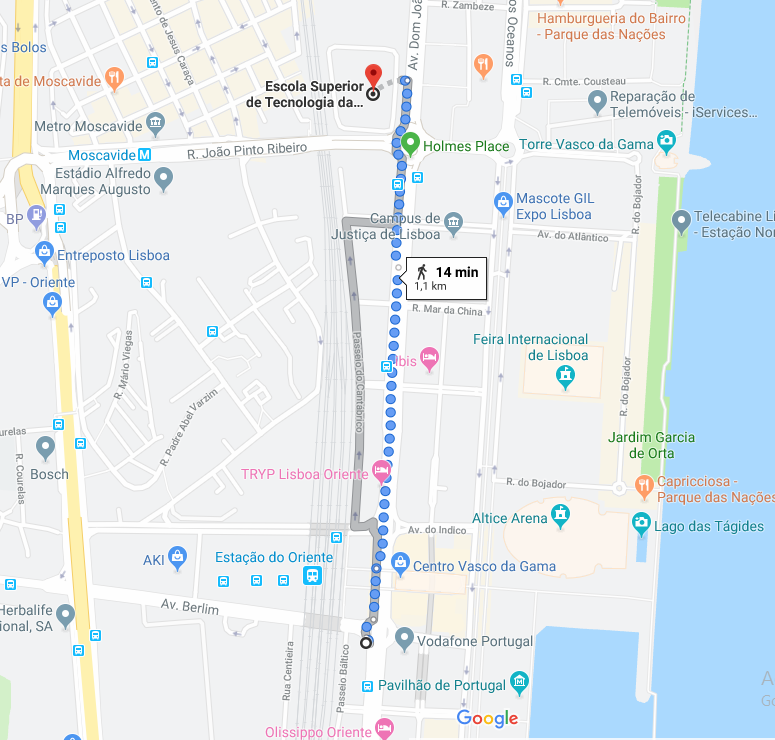 R. Zambeze
Av. Dom Joã
os Oceanos
Hamburgueria do Bairro
- Parque das Nações
ento de Jesus Caraça
s Bolos
ta de Moscavide
Escola Superior
de Tecnologia da...
R. Cmte. Cousteau
Reparação de
Telemóveis - iServices...
Metro Moscavide
Moscavide M
R. João Pinto Ribeiro
Holmes Place
Torre Vasco da Gama
Estádio Alfredo
Marques Augusto
BP
Mascote GIL
Expo Lisboa
R. do Bojador
Campus de
Justiça de Lisboa
Telecabine Li
- Estação Nor
Av. do Atlântico
Entreposto Lisboa
VP - Oriente
14 min
1,1 km
R. Mar da China
R. Mário Viegas
Passeio do Cantábrico
Feira Internacional
de Lisboa
Ibis
R. do Bojador
R. Padre Abel Varzim
ourelas
R. Courelas
Bosch
Jardim Garcia
de Orta
TRYP Lisboa Oriente
R. do Bojador
Capricciosa -
Parque das Nações
Altice Arena
Lago das Tágides
Av. do Índico
AKI
Estação do Oriente
Centro Vasco da Gama
Av. Berlim
Herbalife
ional, SA
Vodafone Portugal
Rua Centieira
Passeio Báltico
Pavilhão de Portugal
Google
Olissippo Oriente